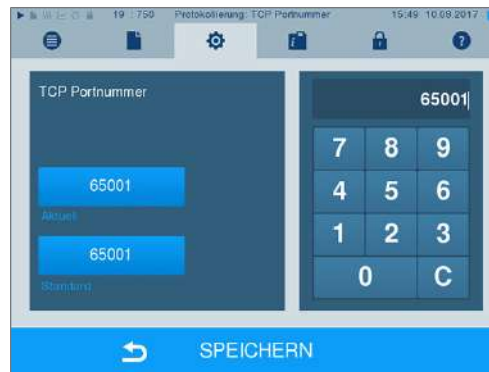 19 : 750 Protokollierung: TCP Portnummer 15:49 10.08.2017
TCP Portnummer
65001
65001
Aktuell
65001
Standard
7 8 9
4 5 6
1 2 3
0 C
SPEICHERN